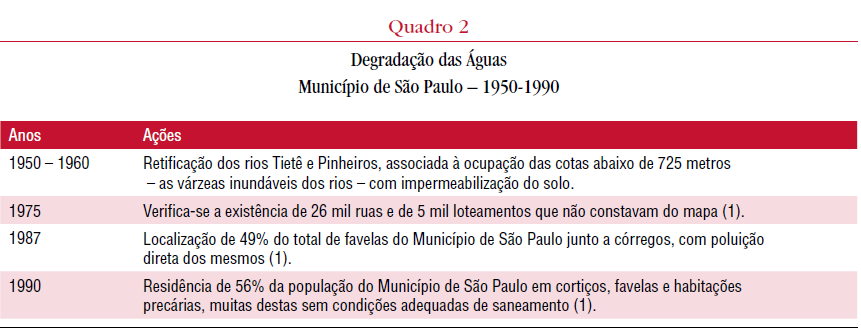 Quadro 2
Degradação das Águas
Município de São Paulo – 1950-1990
Anos Ações
1950 – 1960 Retificação dos rios Tietê e Pinheiros, associada à ocupação das cotas abaixo de 725 metros
– as várzeas inundáveis dos rios – com impermeabilização do solo.
1975 Verifica-se a existência de 26 mil ruas e de 5 mil loteamentos que não constavam do mapa (1).
1987 Localização de 49% do total de favelas do Município de São Paulo junto a córregos, com poluição
direta dos mesmos (1).
1990 Residência de 56% da população do Município de São Paulo em cortiços, favelas e habitações
precárias, muitas destas sem condições adequadas de saneamento (1).